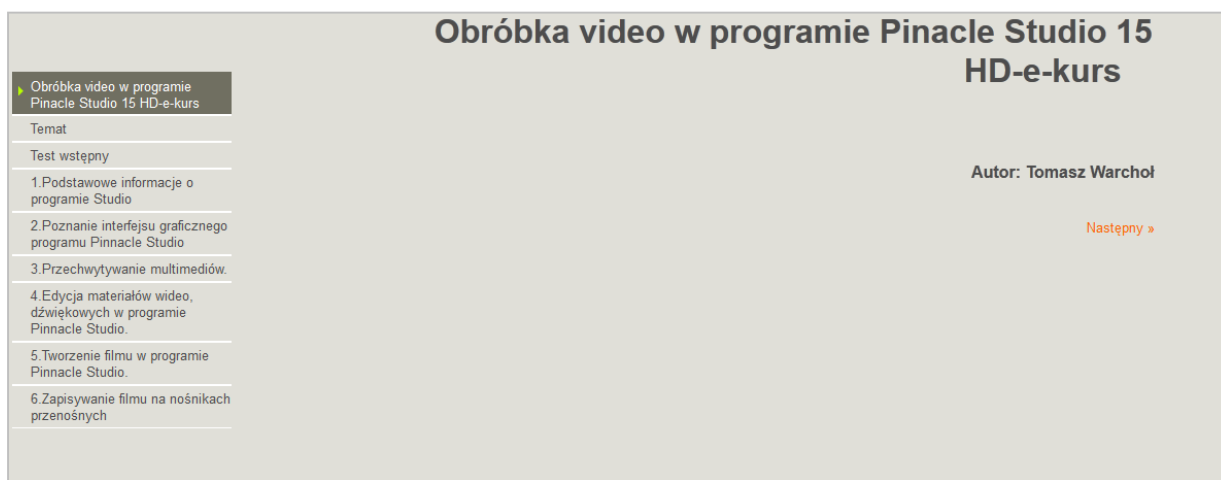 Obróbka video w programie Pinacle Studio 15
HD-e-kurs
Obróbka video w programie
Pinacle Studio 15 HD-e-kurs
Temat
Test wstępny
1.Podstawowe informacje o
programie Studio
2.Poznanie interfejsu graficznego
programu Pinnacle Studio
3.Przechwytywanie multimediów.
4.Edycja materiałów wideo,
dźwiękowych w programie
Pinnacle Studio.
5.Tworzenie filmu w programie
Pinnacle Studio.
6.Zapisywanie filmu na nośnikach
przenośnych
Autor: Tomasz Warchoł
Następny »